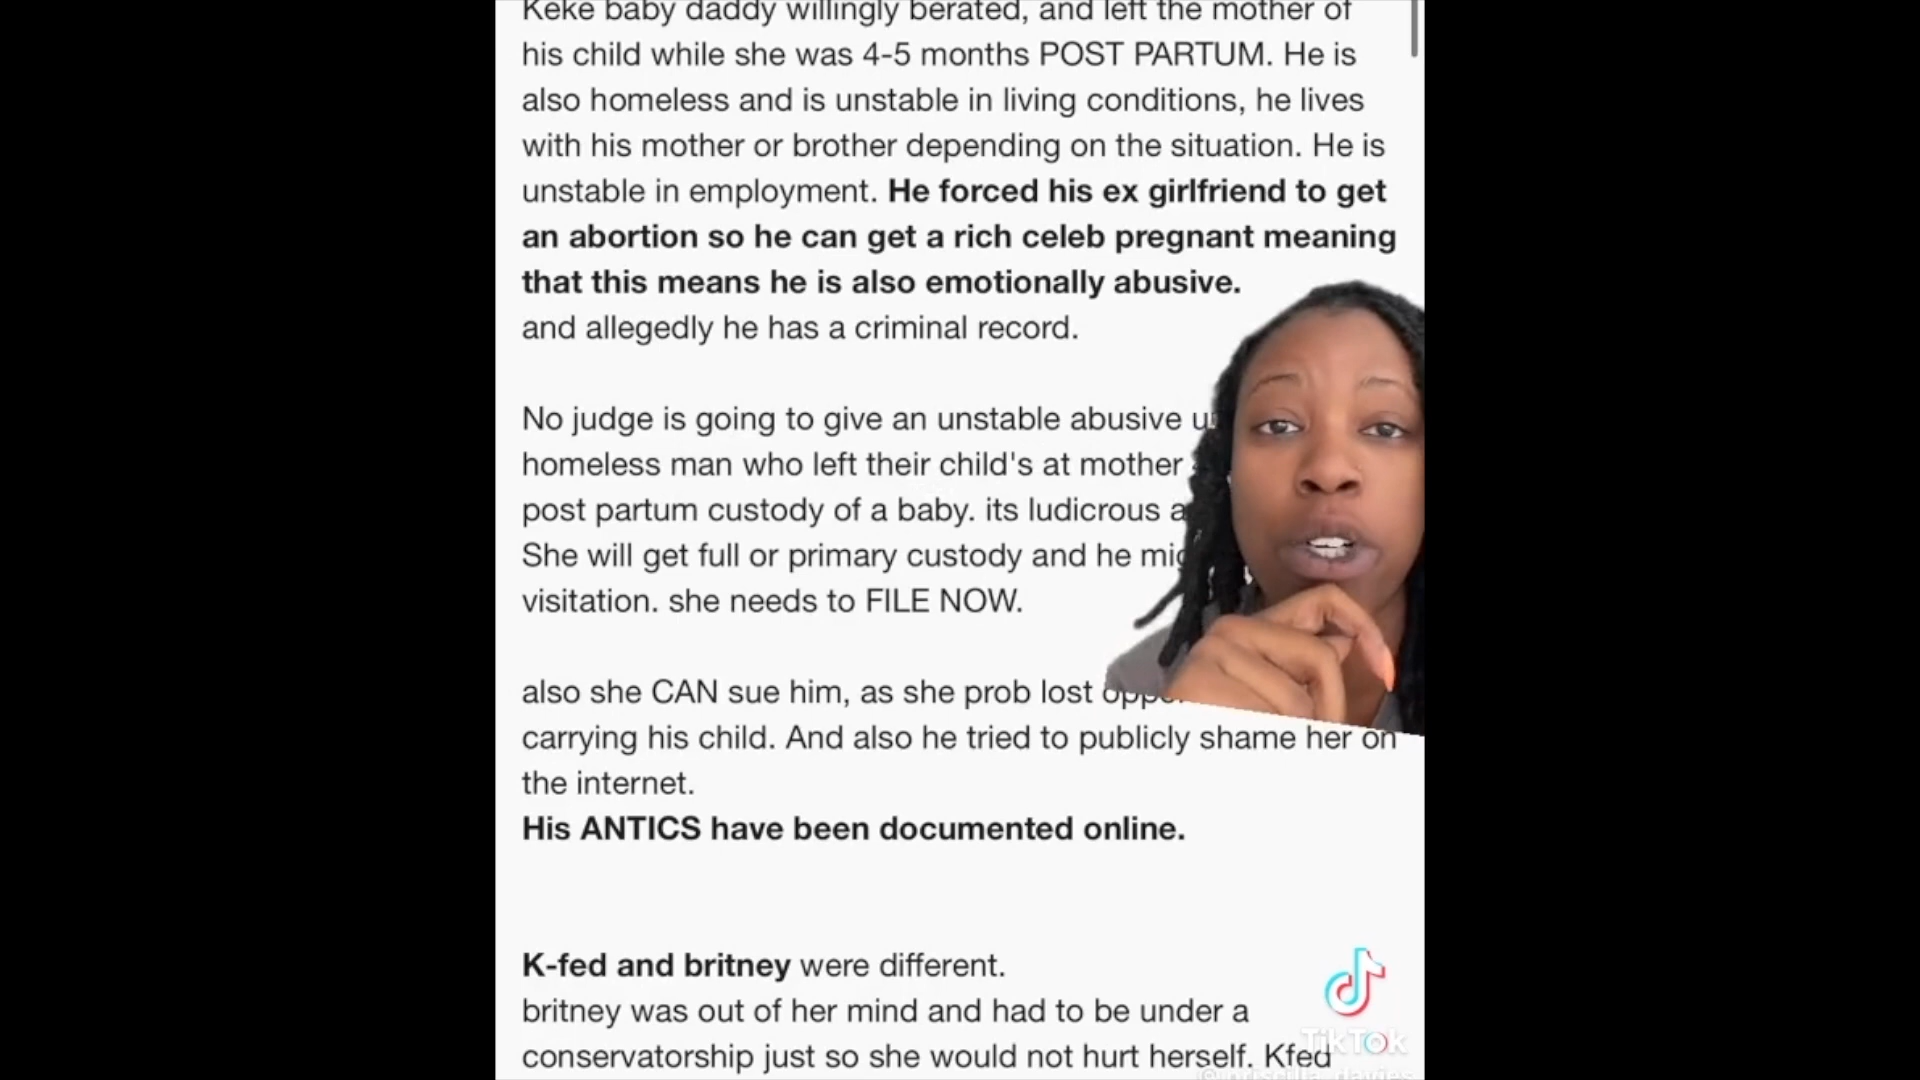 Keke baby daddy willingly berated, and left the mother of
his child while she was 4-5 months POST PARTUM. He is
also homeless and is unstable in living conditions, he lives
with his mother or brother depending on the situation. He is
unstable in employment. He forced his ex girlfriend to get
an abortion so he can get a rich celeb pregnant meaning
that this means he is also emotionally abusive.
and allegedly he has a criminal record.
No judge is going to give an unstable abusive
homeless man who left their child's at mother
post partum custody of a baby. its ludicrous
She will get full or primary custody and he
visitation. she needs to FILE NOW.
also she CAN sue him, as she prob lost
carrying his child. And also he tried to publicly shame her on
the internet.
His ANTICS have been documented online.
K-fed and britney were different.
britney was out of her mind and had to be under a
conservatorship just so she would not hurt herself. Kfed
TikTok